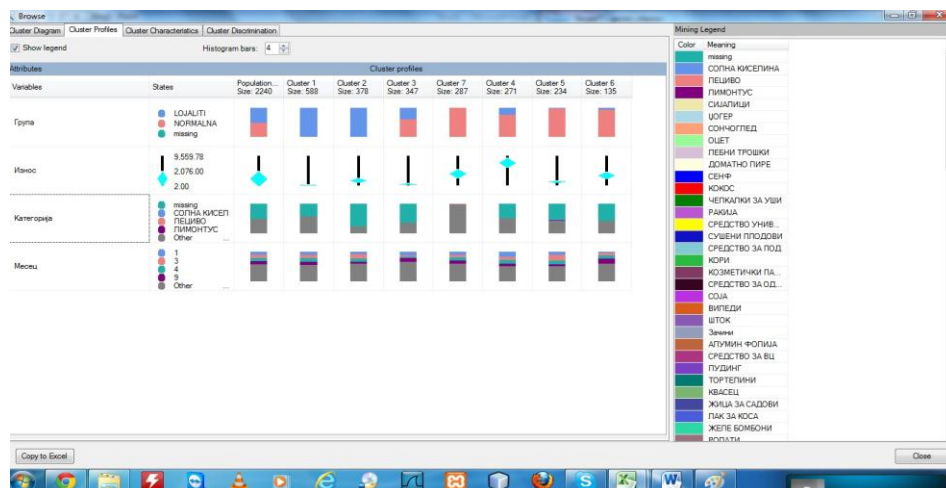 Browse
Cluster Diagram Cluster Profiles Cluster Characteristics Cluster Discrimination
Show legend
Histogram bars: 4
Attributes
Cluster profiles
Variables
States
Population...
Size: 2240
Cluster 1
Size: 588
Cluster 2
Size: 378
Cluster 3
Size: 347
Cluster 7
Size: 287
Cluster 4
Size: 271
Cluster 5
Size: 234
Cluster 6
Size: 135
Група
LOJALITI
NORMALNA
missing
Износ
9,559.78
2,076.00
2.00
Категорија
missing
СОЛНА КИСЕЛ
ПЕЦИВО
ЛИМОНТУС
Other ...
Месец
1
3
4
9
Other ...
Mining Legend
Color Meaning
missing
СОЛНА КИСЕЛИНА
ПЕЦИВО
ЛИМОНТУС
СИЈАЛИЦИ
ЏОГЕР
СОНЧОГЛЕД
ОЦЕТ
ЛЕБНИ ТРОШКИ
ДОМАТНО ПИРЕ
СЕНФ
КОКОС
ЧЕПКАЛКИ ЗА УШИ
РАКИЈА
СРЕДСТВО УНИВ...
СУШЕНИ ПЛОДОВИ
СРЕДСТВО ЗА ПОД
КОРИ
КОЗМЕТИЧКИ ПА...
СРЕДСТВО ЗА ОД...
СОЈА
ВИЛЕДИ
ШТОК
Зачини
АЛУМИН ФОЛИЈА
СРЕДСТВО ЗА ВЦ
ПУДИНГ
ТОРТЕЛИНИ
КВАСЕЦ
ЖИЦА ЗА САДОВИ
ЛАК ЗА КОСА
ЖЕЛЕ БОМБОНИ
Copy to Excel
Close